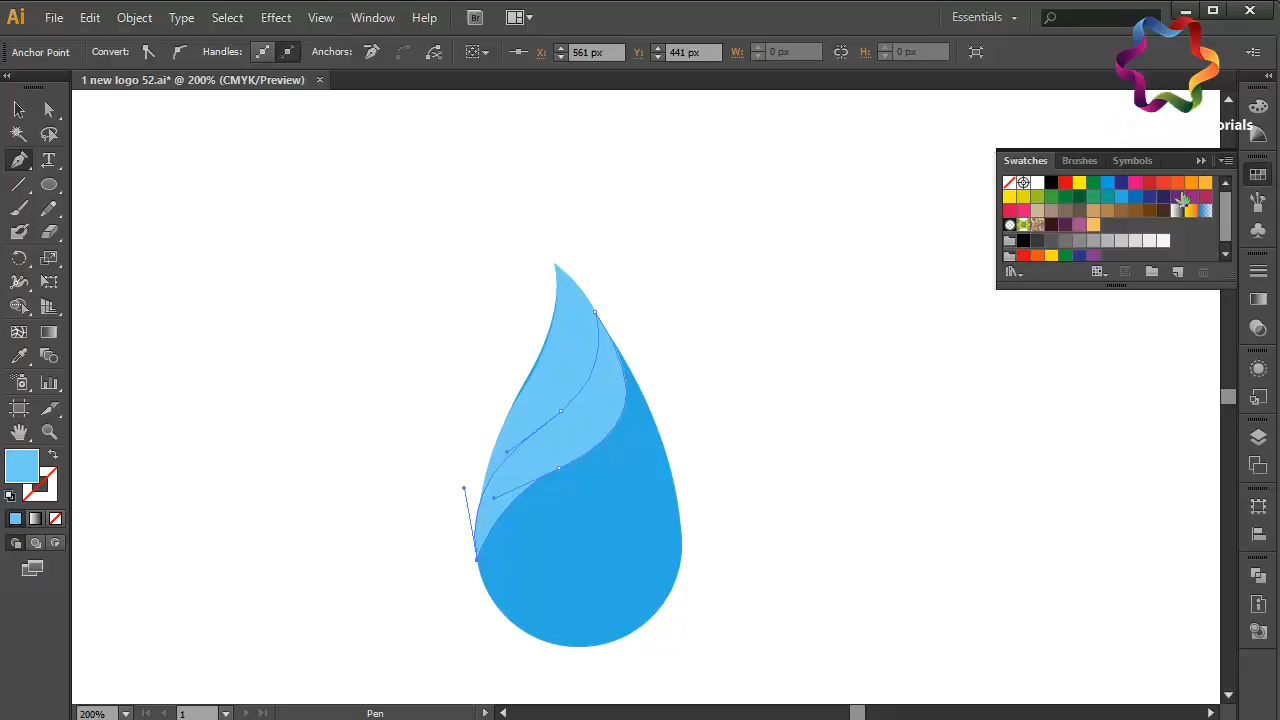 Ai File Edit Object Type Select Effect View Window Help Br Essentials
Anchor Point Convert: Handles: Anchors: X: 561 px Y: 441 px W: 0 px H: 0 px
1 new logo 52.ai* @ 200% (CMYK/Preview) ×
orials
Swatches Brushes Symbols
200% 1 Pen